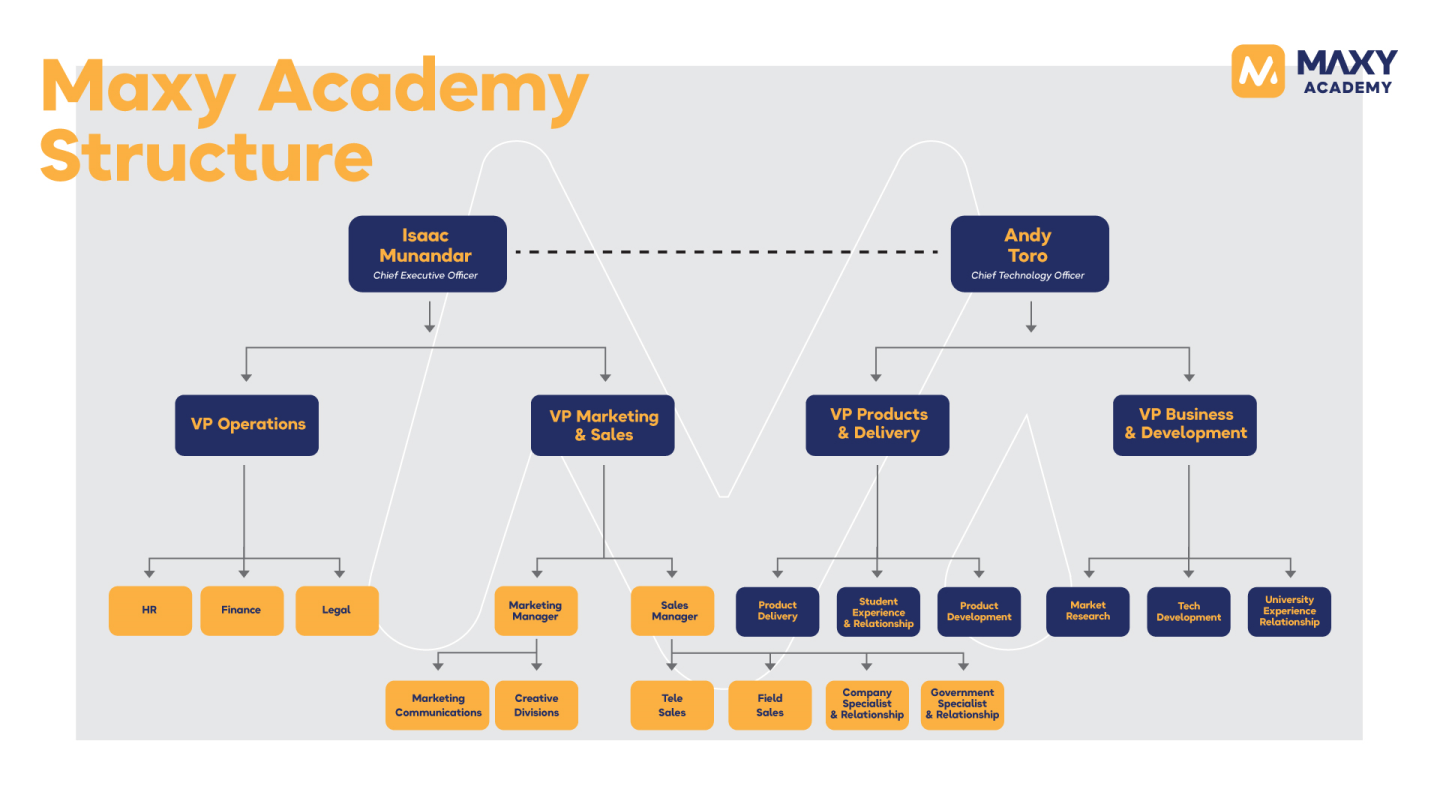 Maxy Academy
Structure
MAXY
ACADEMY
Isaac
Munandar
Chief Executive Officer
Andy
Toro
Chief Technology Officer
VP Operations
VP Marketing
& Sales
VP Products
& Delivery
VP Business
& Development
HR
Finance
Legal
Marketing
Manager
Sales
Manager
Product
Delivery
Student
Experience
& Relationship
Product
Development
Market
Research
Tech
Development
University
Experience
Relationship
Marketing
Communications
Creative
Divisions
Tele
Sales
Field
Sales
Company
Specialist
& Relationship
Government
Specialist
& Relationship